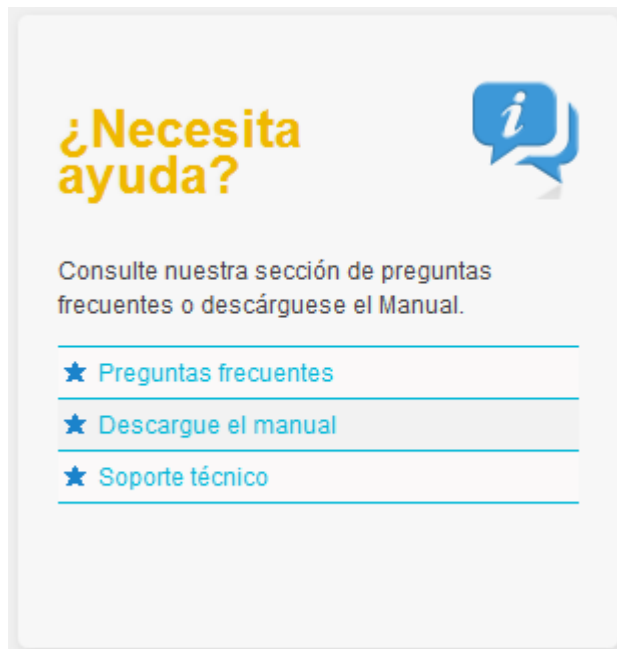 ¿Necesita
ayuda?
i
Consulte nuestra sección de preguntas
frecuentes o descárguese el Manual.
Preguntas frecuentes
Descargue el manual
Soporte técnico